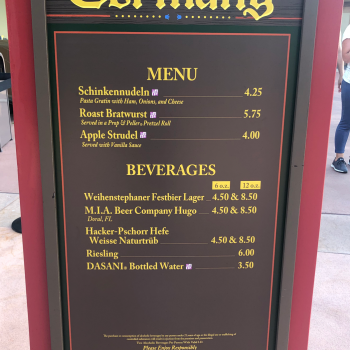 Germany
MENU
Schinkennudeln 4.25
Pasta Gratin with Ham, Onions, and Cheese
Roast Bratwurst 5.75
Served in a Prop & Peller® Pretzel Roll
Apple Strudel 4.00
Served with Vanilla Sauce
BEVERAGES
6 oz. 12 oz.
Weihenstephaner Festbier Lager 4.50 & 8.50
M.I.A. Beer Company Hugo 4.50 & 8.50
Doral, FL
Hacker-Pschorr Hefe
Weisse Naturtrüb 4.50 & 8.50
Riesling 6.00
DASANI® Bottled Water 3.50
Please Enjoy Responsibly